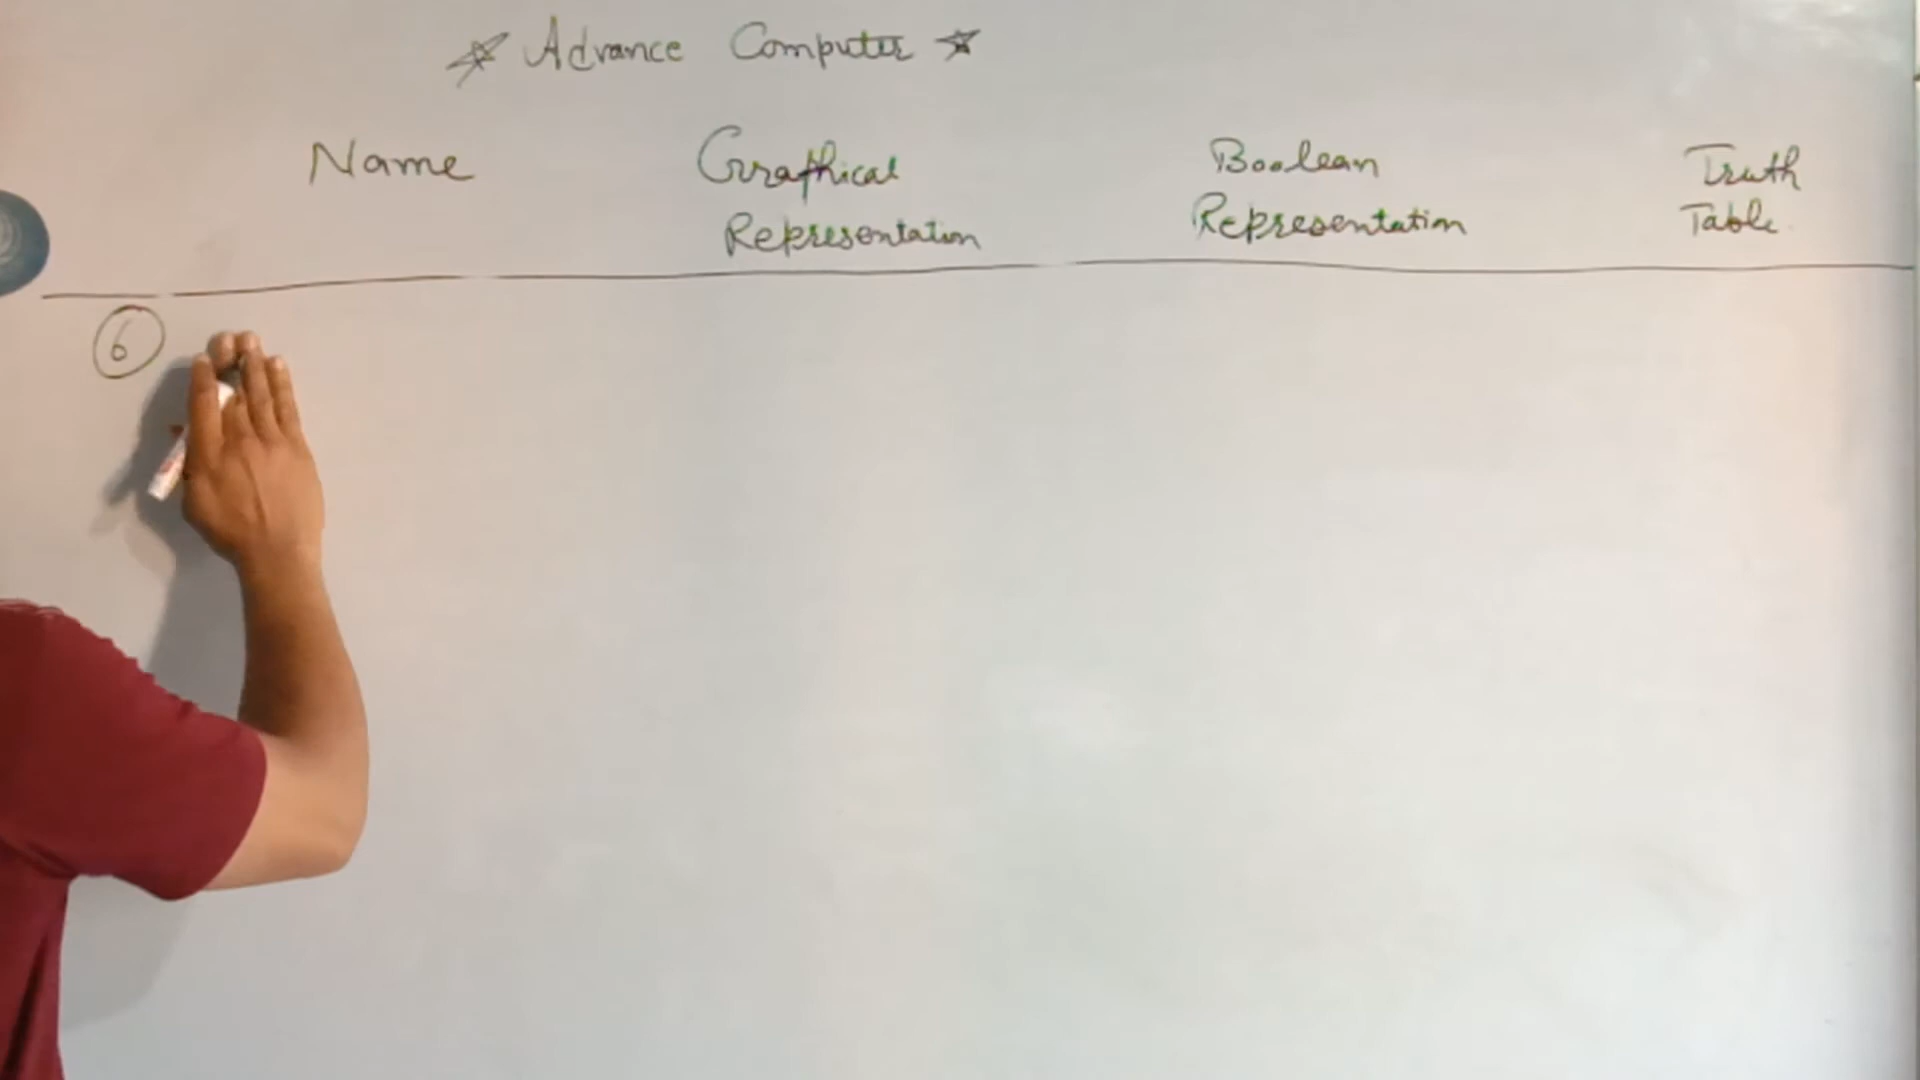 ☆ Advance Computer ☆
Name
Graphical
Representation
Boolean
Representation
Truth
Table
6